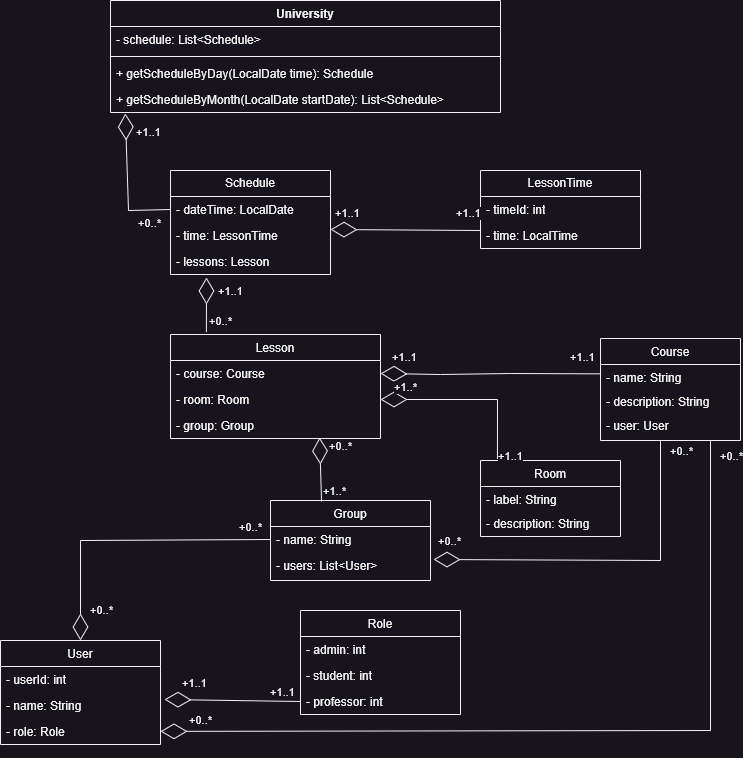 University
- schedule: List<Schedule>
+ getScheduleByDay(LocalDate time): Schedule
+ getScheduleByMonth(LocalDate startDate): List<Schedule>
+1..1
+0..*
Schedule
- dateTime: LocalDate
- time: LessonTime
- lessons: Lesson
+1..1
+1..1
LessonTime
- timeId: int
- time: LocalTime
+1..1
+0..*
Lesson
- course: Course
- room: Room
- group: Group
+1..1
+1..1
+1..*
+1..1
Course
- name: String
- description: String
- user: User
+0..*
+0..*
Room
- label: String
- description: String
+0..*
+1..*
Group
- name: String
- users: List<User>
+0..*
+0..*
+0..*
User
- userId: int
- name: String
- role: Role
+1..1
+1..1
+0..*
Role
- admin: int
- student: int
- professor: int